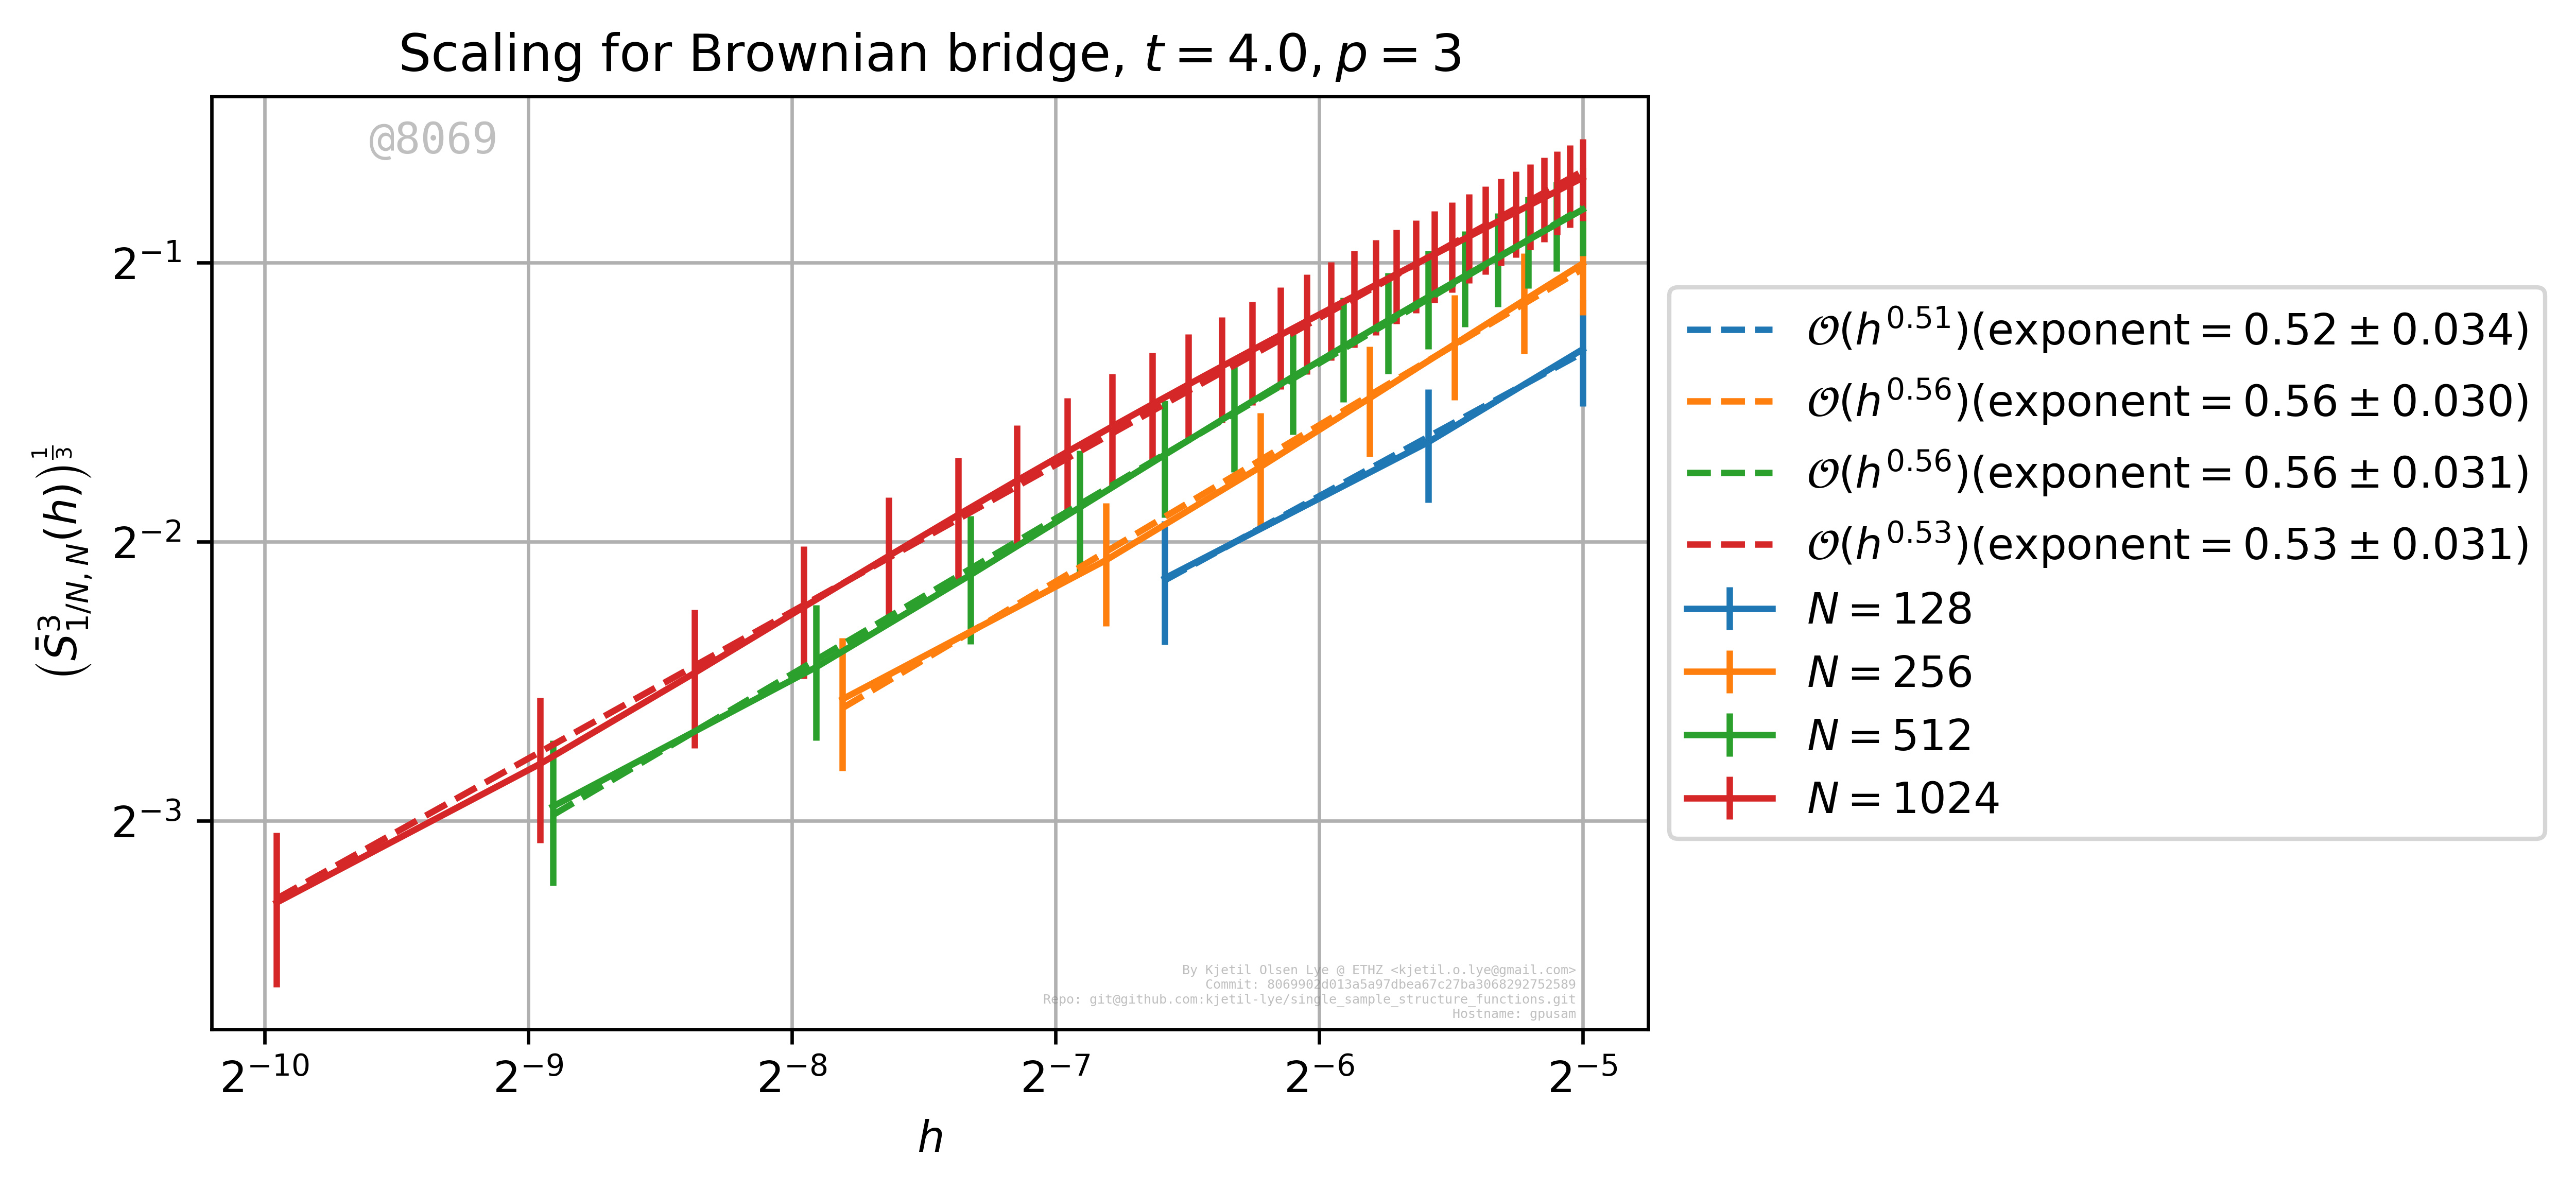 Scaling for Brownian bridge, t = 4.0, p = 3
@8069
2⁻¹
2⁻²
2⁻³
(S̄³₁/N,N(h))^(1/3)
2⁻¹⁰
2⁻⁹
2⁻⁸
2⁻⁷
2⁻⁶
2⁻⁵
h
By Kjetil Olsen Lye @ ETHZ <kjetil.o.lye@gmail.com>
Commit: 8069902d013a5a97dbea67c27ba3068292752589
Repo: git@github.com:kjetil-lye/single_sample_structure_functions.git
Hostname: gpusam
𝒪(h^0.51)(exponent = 0.52 ± 0.034)
𝒪(h^0.56)(exponent = 0.56 ± 0.030)
𝒪(h^0.56)(exponent = 0.56 ± 0.031)
𝒪(h^0.53)(exponent = 0.53 ± 0.031)
N = 128
N = 256
N = 512
N = 1024